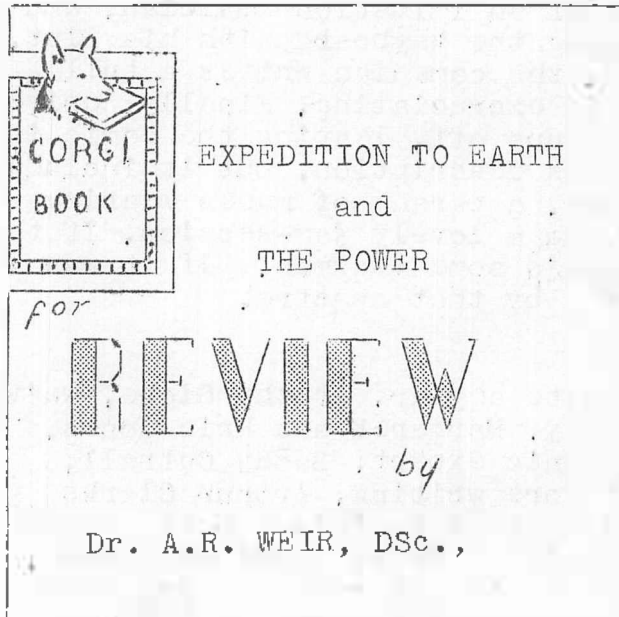 CORGI
BOOK
EXPEDITION TO EARTH
and
THE POWER
for
REVIEW
by
Dr. A.R. WEIR, DSc.,